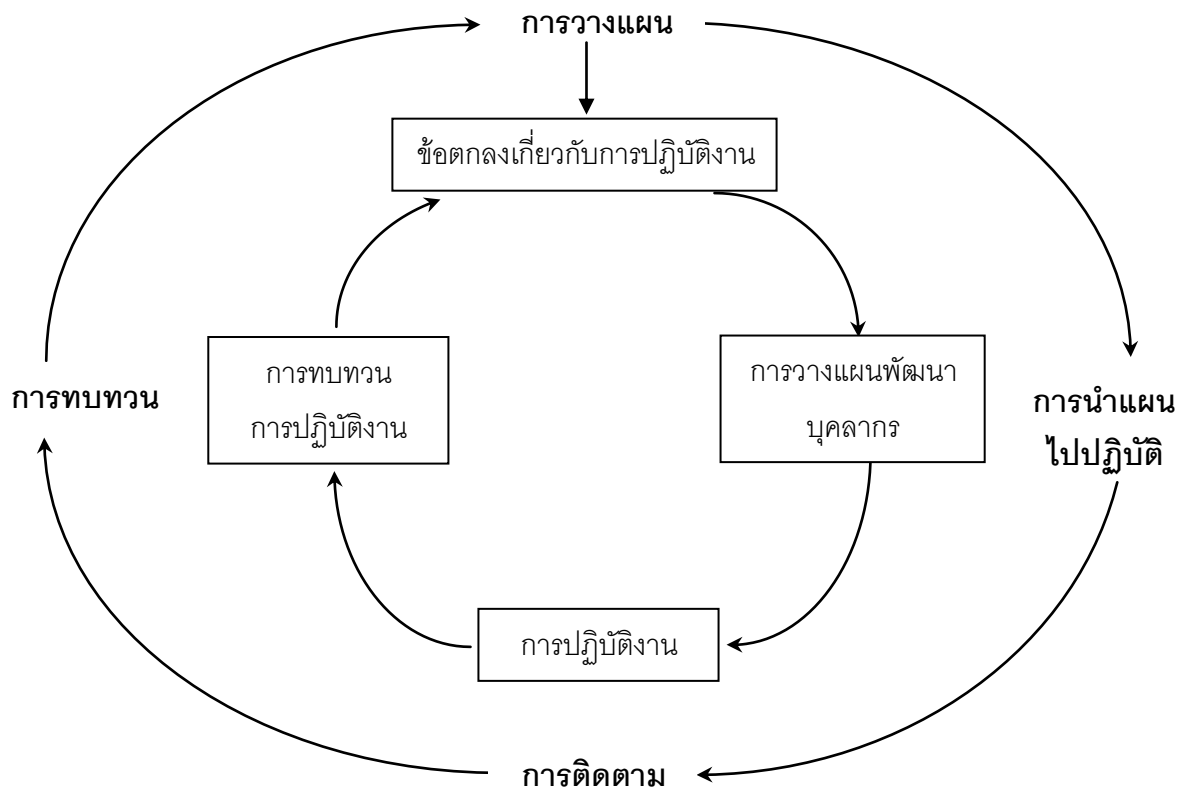 การวางแผน
ข้อตกลงเกี่ยวกับการปฏิบัติงาน
การทบทวน
การปฏิบัติงาน
การวางแผนพัฒนา
บุคลากร
การทบทวน
การนำแผน
ไปปฏิบัติ
การปฏิบัติงาน
การติดตาม